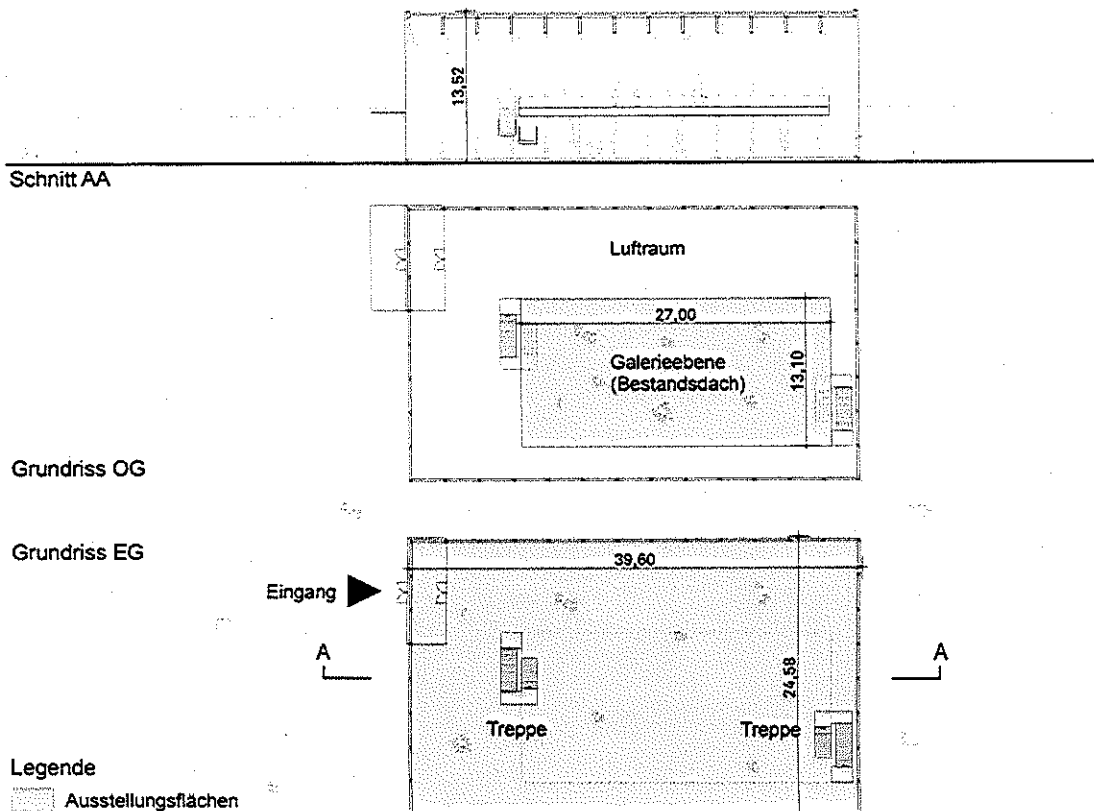 13,52
Schnitt AA
Luftraum
27,00
Galerieebene
(Bestandsdach)
13,10
Grundriss OG
Grundriss EG
39,60
Eingang
A
A
24,58
Treppe
Treppe
Legende
Ausstellungsflächen